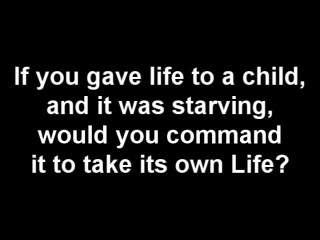 If you gave life to a child,
and it was starving,
would you command
it to take its own Life?